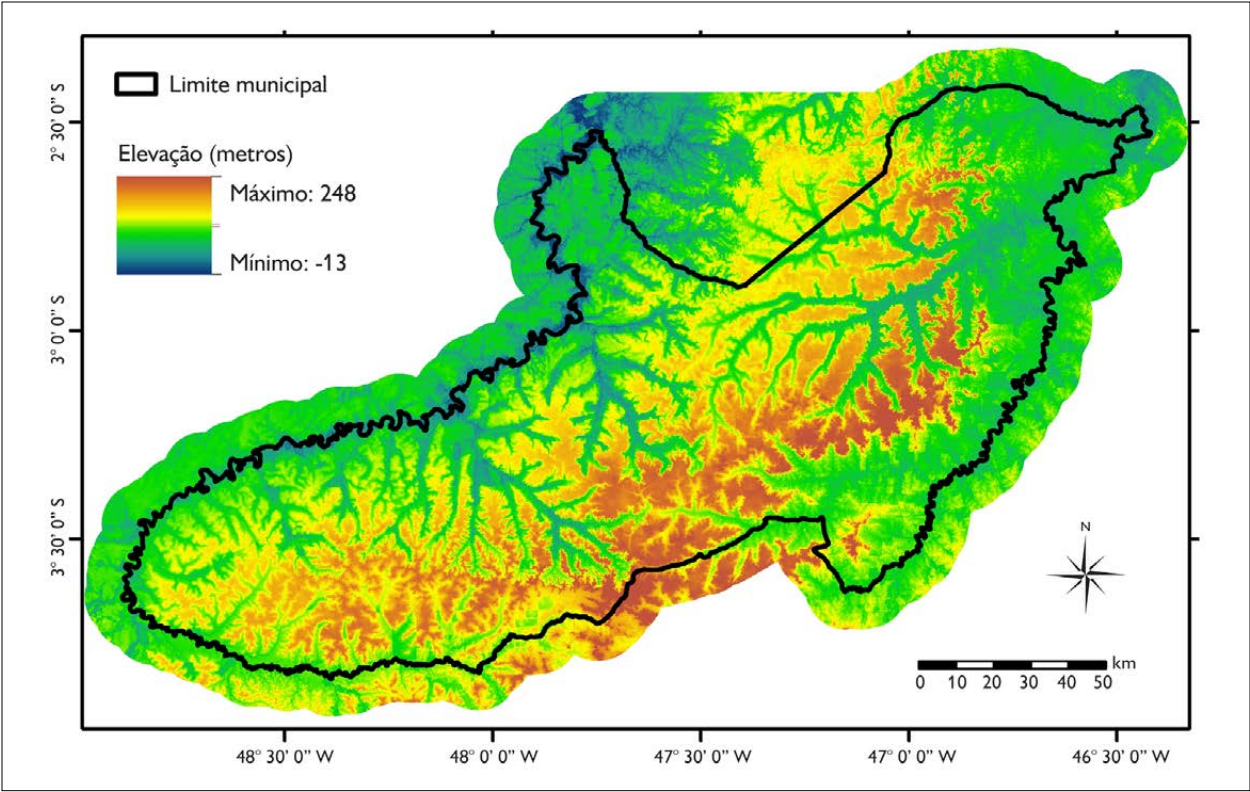 Limite municipal
Elevação (metros)
Máximo: 248
Mínimo: -13
2° 30' 0'' S
3° 0' 0'' S
3° 30' 0'' S
N
km
0 10 20 30 40 50
48° 30' 0'' W 48° 0' 0'' W 47° 30' 0'' W 47° 0' 0'' W 46° 30' 0'' W